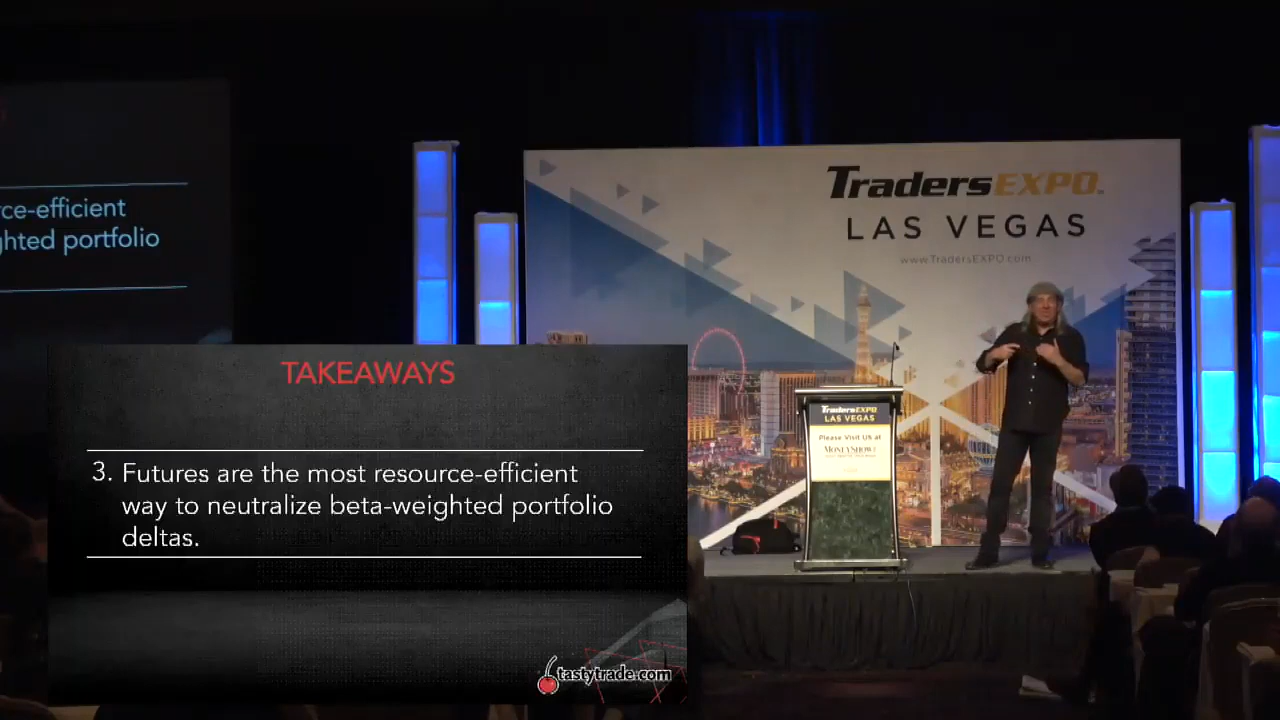 rce-efficient
ghted portfolio
TradersEXPO
LAS VEGAS
www.TradersEXPO.com
TAKEAWAYS
3. Futures are the most resource-efficient
way to neutralize beta-weighted portfolio
deltas.
tastytrade.com
TradersEXPO
LAS VEGAS
Please Visit US at
MONEYSHOW